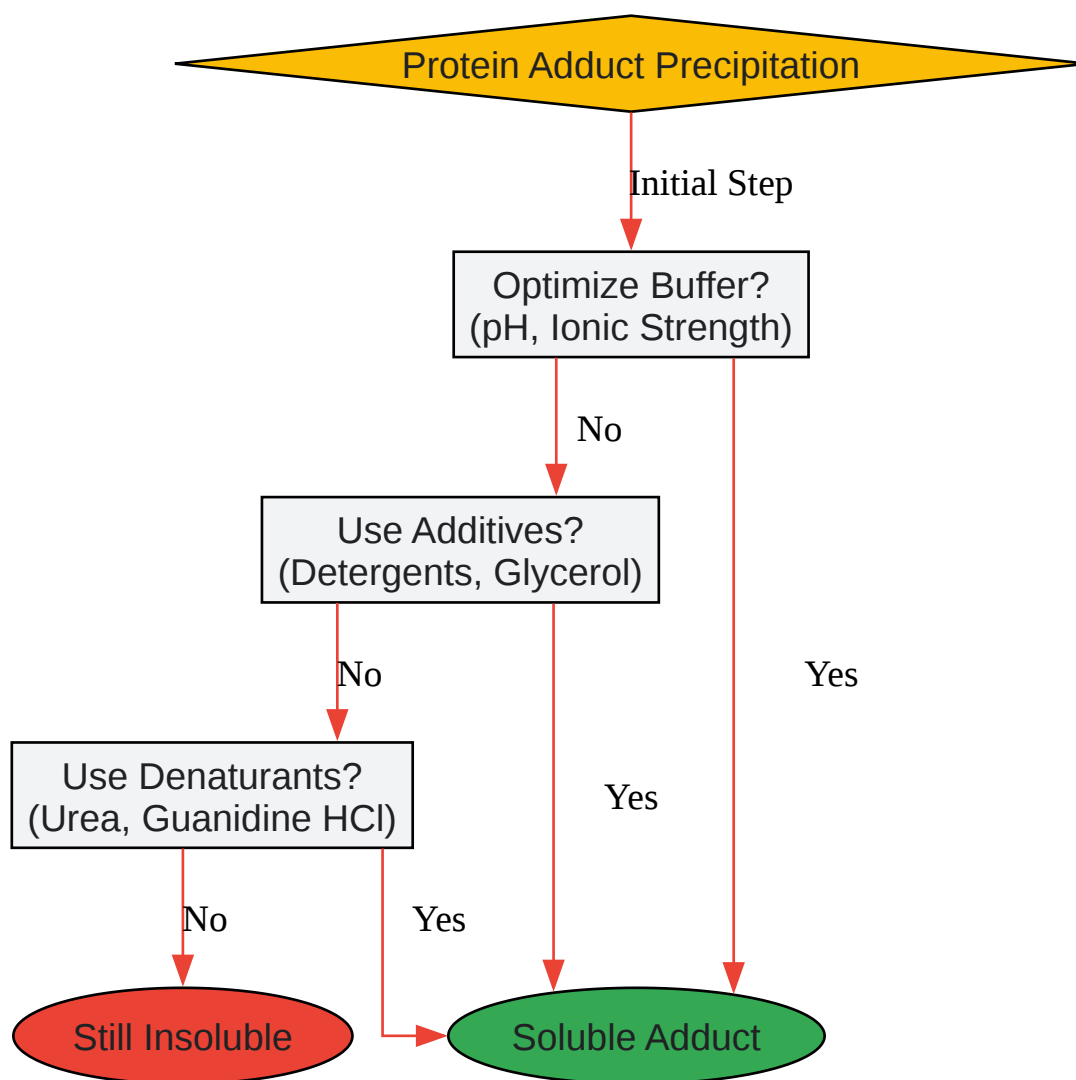 Protein Adduct Precipitation
Initial Step
Optimize Buffer?
(pH, Ionic Strength)
No
Use Additives?
(Detergents, Glycerol)
No
Yes
Use Denaturants?
(Urea, Guanidine HCl)
Yes
No
Yes
Still Insoluble
Soluble Adduct